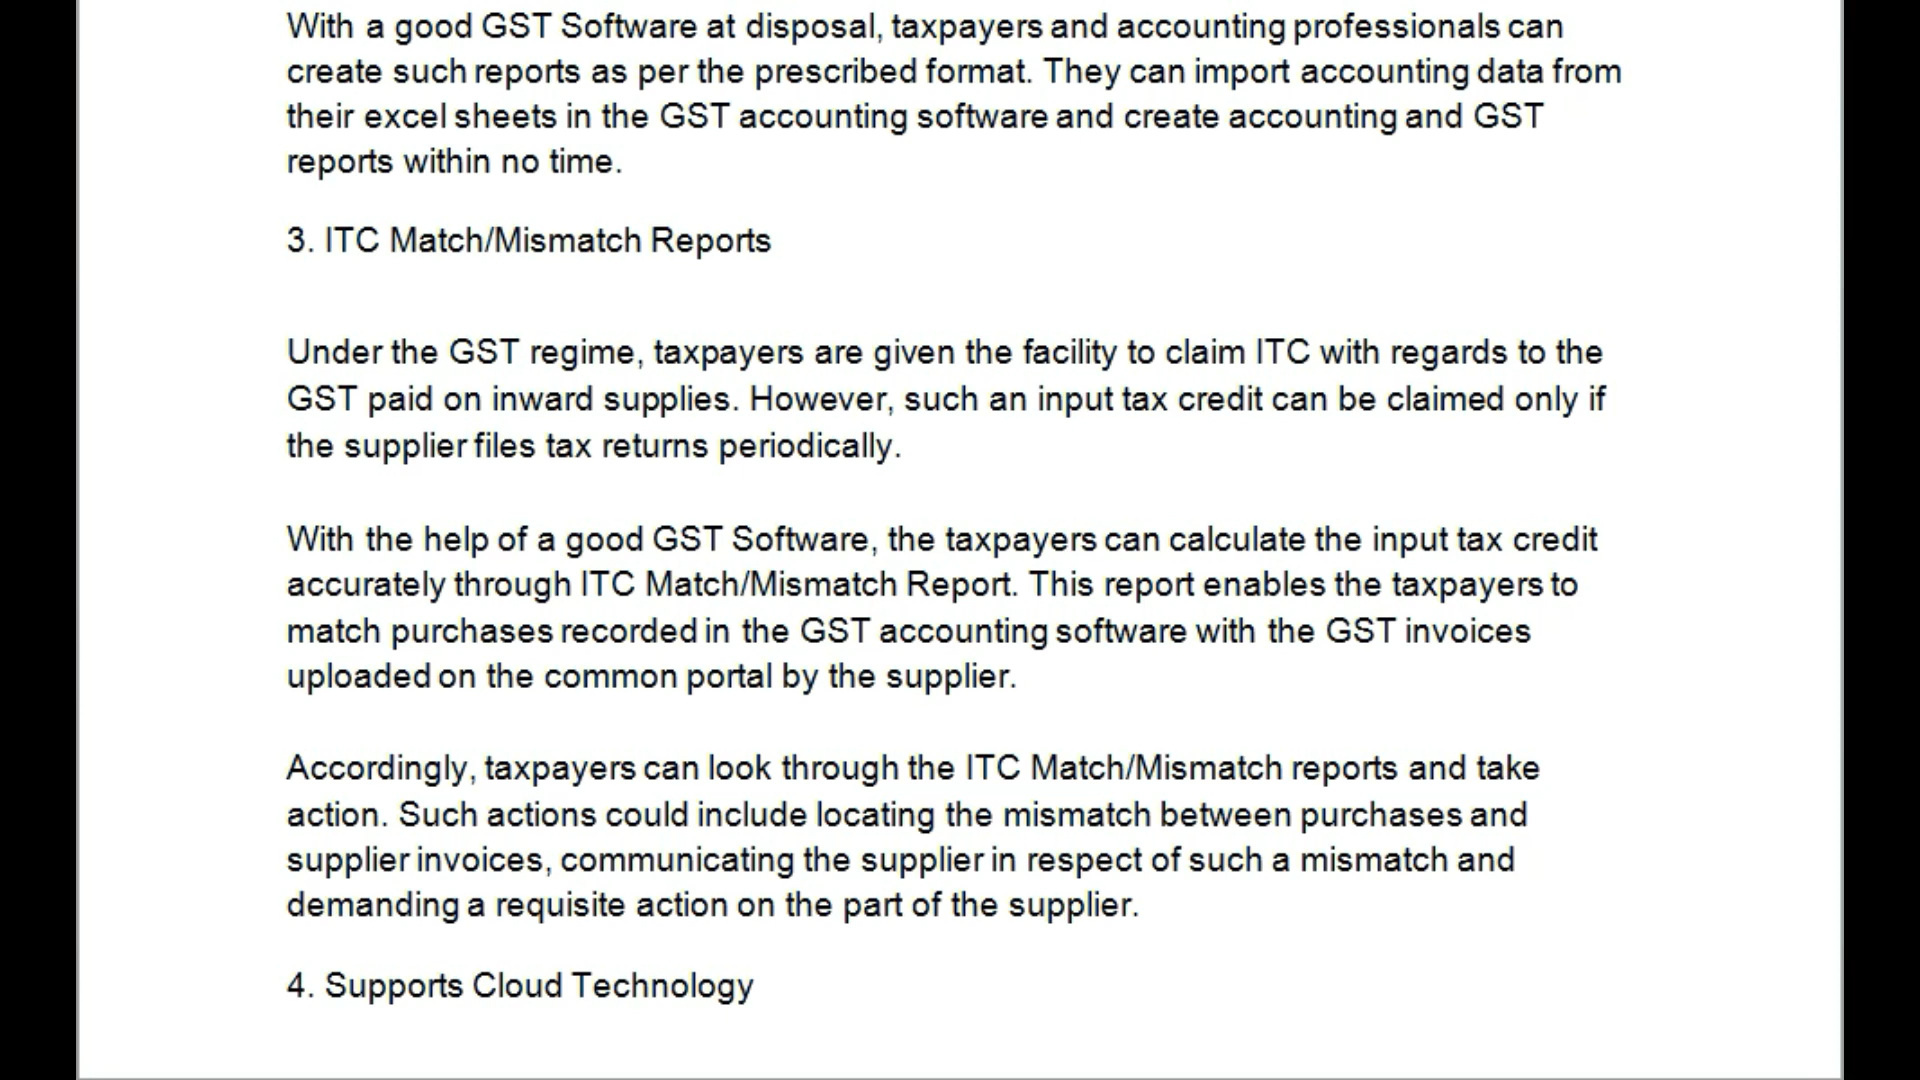 With a good GST Software at disposal, taxpayers and accounting professionals can
create such reports as per the prescribed format. They can import accounting data from
their excel sheets in the GST accounting software and create accounting and GST
reports within no time.
3. ITC Match/Mismatch Reports
Under the GST regime, taxpayers are given the facility to claim ITC with regards to the
GST paid on inward supplies. However, such an input tax credit can be claimed only if
the supplier files tax returns periodically.
With the help of a good GST Software, the taxpayers can calculate the input tax credit
accurately through ITC Match/Mismatch Report. This report enables the taxpayers to
match purchases recorded in the GST accounting software with the GST invoices
uploaded on the common portal by the supplier.
Accordingly, taxpayers can look through the ITC Match/Mismatch reports and take
action. Such actions could include locating the mismatch between purchases and
supplier invoices, communicating the supplier in respect of such a mismatch and
demanding a requisite action on the part of the supplier.
4. Supports Cloud Technology